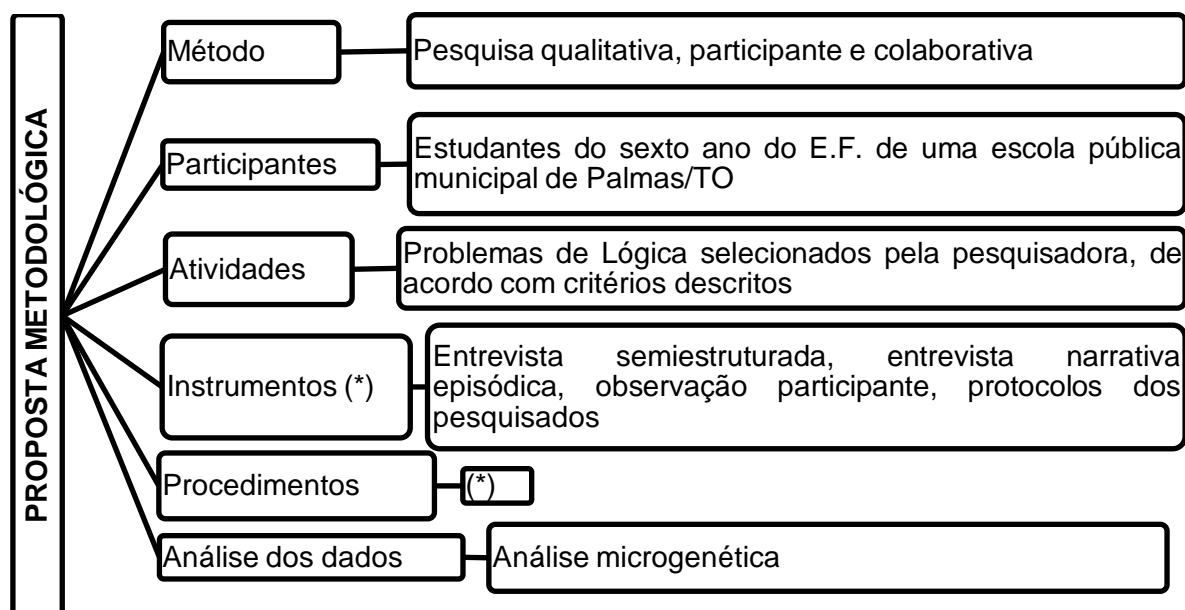 PROPOSTA METODOLÓGICA
Método
Pesquisa qualitativa, participante e colaborativa
Participantes
Estudantes do sexto ano do E.F. de uma escola pública
municipal de Palmas/TO
Atividades
Problemas de Lógica selecionados pela pesquisadora, de
acordo com critérios descritos
Instrumentos (*)
Entrevista semiestruturada, entrevista narrativa
episódica, observação participante, protocolos dos
pesquisados
Procedimentos
(*)
Análise dos dados
Análise microgenética